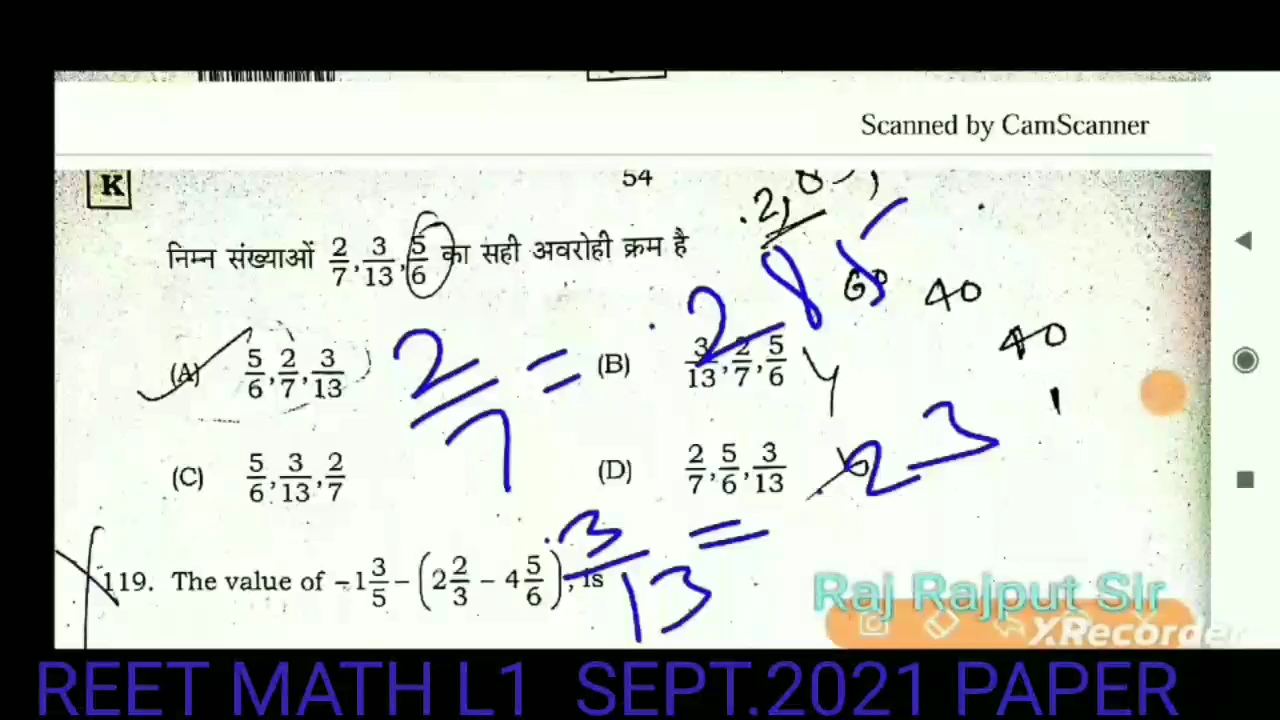 Scanned by CamScanner
K
54
निम्न संख्याओं 2/7, 3/13, 5/6 का सही अवरोही क्रम है
(A) 5/6, 2/7, 3/13
(B) 3/13, 2/7, 5/6
(C) 5/6, 3/13, 2/7
(D) 2/7, 5/6, 3/13
2/7 =
.285
60
40
40
3/13 =
.23
119. The value of -1 3/5 - (2 2/3 - 4 5/6), is
Raj Rajput Sir
XRecorder
REET MATH L1 SEPT.2021 PAPER